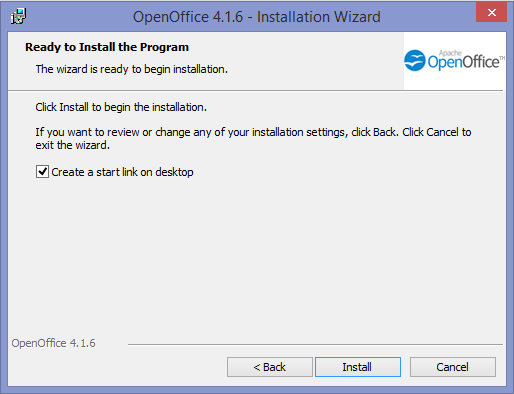 OpenOffice 4.1.6 - Installation Wizard
Ready to Install the Program
The wizard is ready to begin installation.
Apache
OpenOffice™
Click Install to begin the installation.
If you want to review or change any of your installation settings, click Back. Click Cancel to
exit the wizard.
Create a start link on desktop
OpenOffice 4.1.6
< Back
Install
Cancel